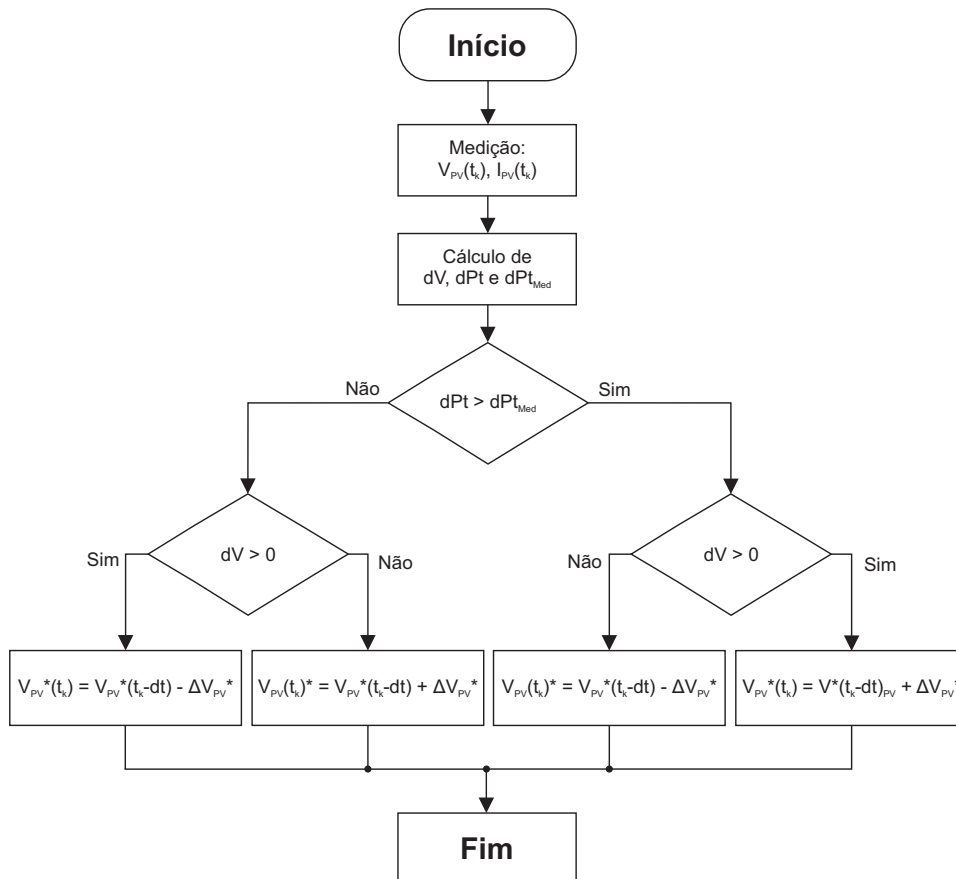 Início
Medição:
V_PV(t_k), I_PV(t_k)
Cálculo de
dV, dPt e dPt_Med
Não
Sim
dPt > dPt_Med
Sim
dV > 0
Não
Não
dV > 0
Sim
V_PV*(t_k) = V_PV*(t_k-dt) - ΔV_PV*
V_PV(t_k)* = V_PV*(t_k-dt) + ΔV_PV*
V_PV(t_k)* = V_PV*(t_k-dt) - ΔV_PV*
V_PV*(t_k) = V*(t_k-dt)_PV + ΔV_PV*
Fim